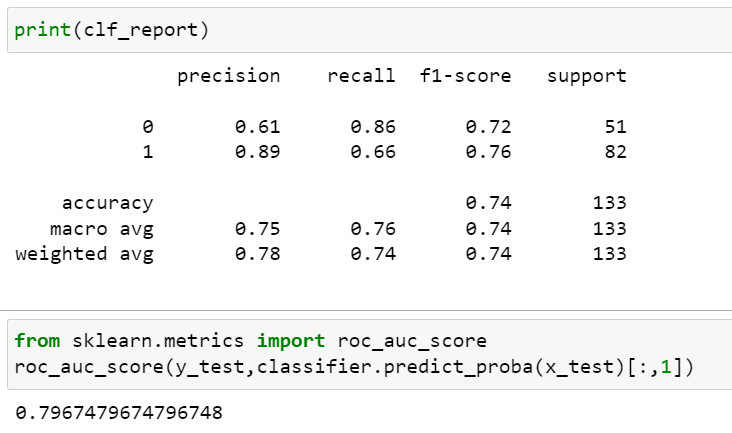 print(clf_report)
precision recall f1-score support
0 0.61 0.86 0.72 51
1 0.89 0.66 0.76 82
accuracy 0.74 133
macro avg 0.75 0.76 0.74 133
weighted avg 0.78 0.74 0.74 133
from sklearn.metrics import roc_auc_score
roc_auc_score(y_test,classifier.predict_proba(x_test)[:,1])
0.7967479674796748